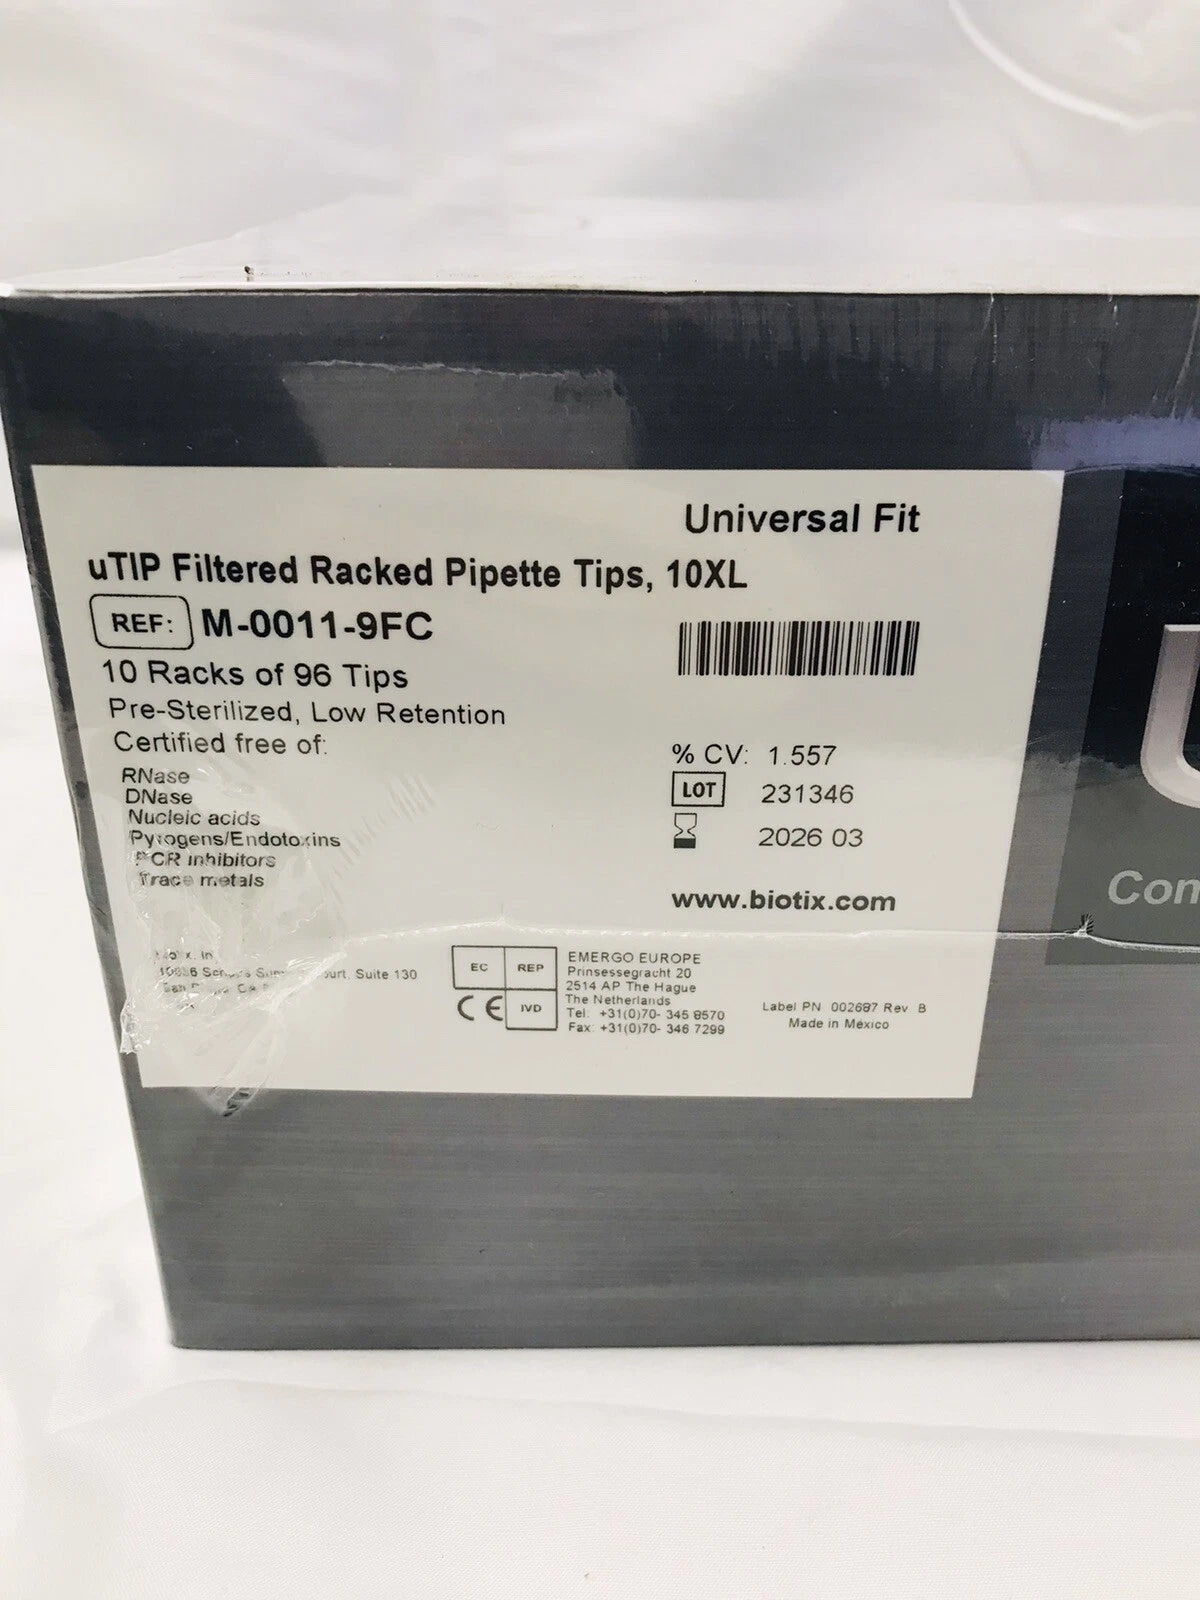 Universal Fit
uTIP Filtered Racked Pipette Tips, 10XL
REF: M-0011-9FC
10 Racks of 96 Tips
Pre-Sterilized, Low Retention
Certified free of:
RNase
DNase
Nucleic acids
Pyrogens/Endotoxins
PCR inhibitors
Trace metals
% CV: 1.557
LOT 231346
2026 03
www.biotix.com
Suite 130
EC REP
CE IVD
EMERGO EUROPE
Prinsessegracht 20
2514 AP The Hague
The Netherlands
Tel: +31(0)70- 345 8570
Fax: +31(0)70- 346 7299
Label PN 002687 Rev B
Made in Mexico